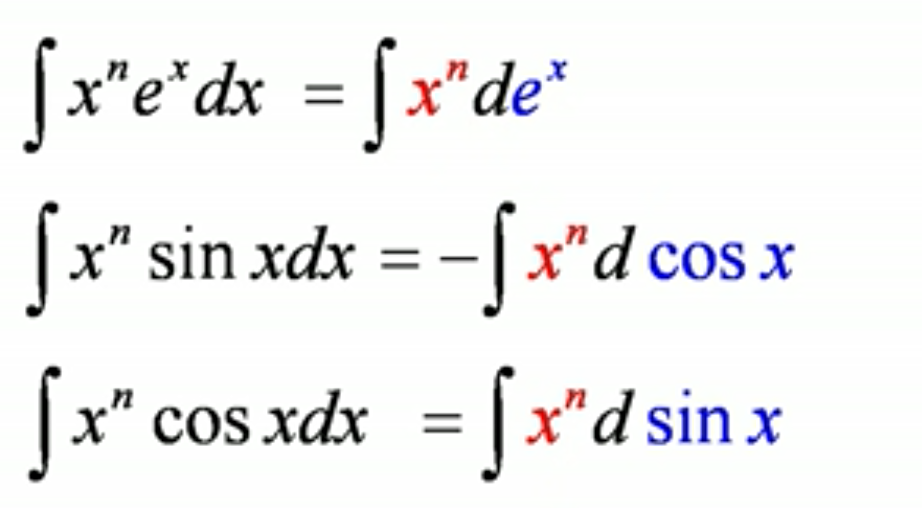 ∫ xⁿeˣdx = ∫ xⁿdeˣ
∫ xⁿ sin xdx = −∫ xⁿd cos x
∫ xⁿ cos xdx = ∫ xⁿd sin x